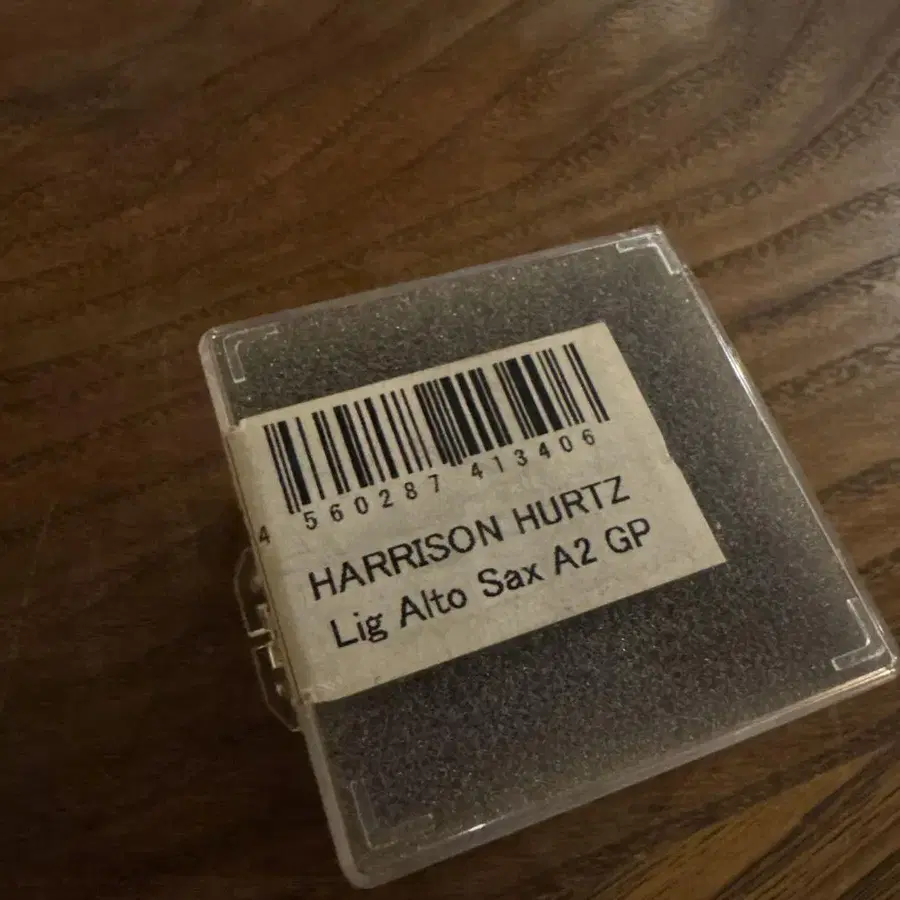 4 560287 413406
HARRISON HURTZ
Lig Alto Sax A2 GP